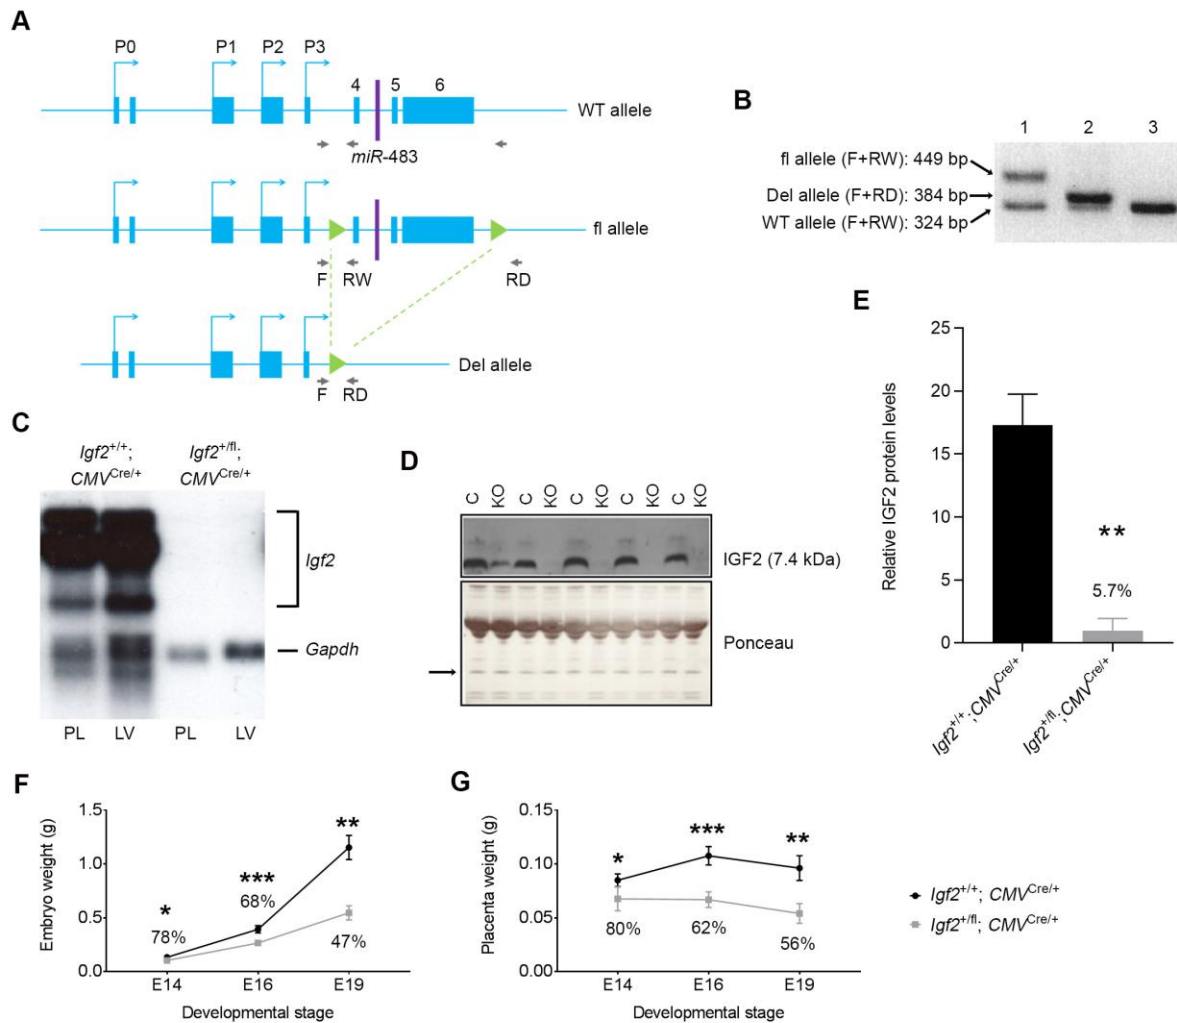 A
P0 P1 P2 P3
4 5 6
WT allele
miR-483
fl allele
F RW RD
Del allele
F RD
B
1 2 3
fl allele (F+RW): 449 bp
Del allele (F+RD): 384 bp
WT allele (F+RW): 324 bp
C
Igf2+/+; Igf2+/fl;
CMVCre/+ CMVCre/+
Igf2
Gapdh
PL LV PL LV
D
C KO C KO C KO C KO C KO
IGF2 (7.4 kDa)
Ponceau
E
Relative IGF2 protein levels
25
20
15
10
5
0
**
5.7%
Igf2+/+;CMVCre/+
Igf2+/fl;CMVCre/+
F
Embryo weight (g)
1.5
1.0
0.5
0.0
* *** **
78% 68% 47%
E14 E16 E19
Developmental stage
G
Placenta weight (g)
0.15
0.10
0.05
0.00
* *** **
80% 62% 56%
E14 E16 E19
Developmental stage
Igf2+/+; CMVCre/+
Igf2+/fl; CMVCre/+